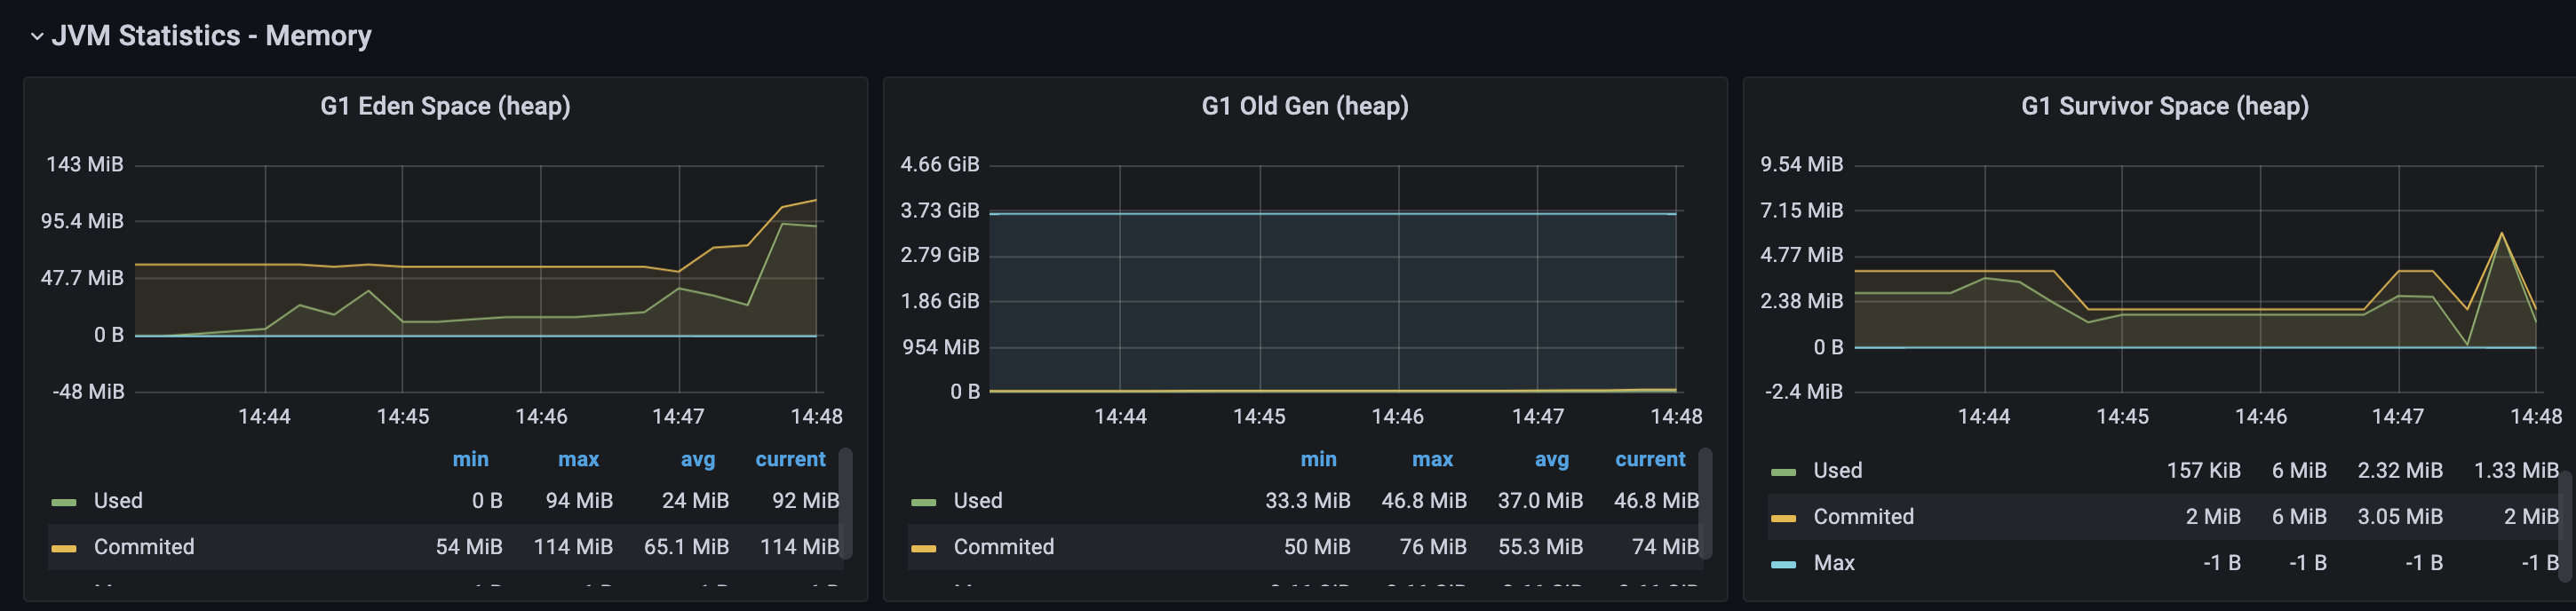 JVM Statistics - Memory
G1 Eden Space (heap)
143 MiB
95.4 MiB
47.7 MiB
0 B
-48 MiB
14:44 14:45 14:46 14:47 14:48
min max avg current
Used 0 B 94 MiB 24 MiB 92 MiB
Commited 54 MiB 114 MiB 65.1 MiB 114 MiB
G1 Old Gen (heap)
4.66 GiB
3.73 GiB
2.79 GiB
1.86 GiB
954 MiB
0 B
14:44 14:45 14:46 14:47 14:48
min max avg current
Used 33.3 MiB 46.8 MiB 37.0 MiB 46.8 MiB
Commited 50 MiB 76 MiB 55.3 MiB 74 MiB
G1 Survivor Space (heap)
9.54 MiB
7.15 MiB
4.77 MiB
2.38 MiB
0 B
-2.4 MiB
14:44 14:45 14:46 14:47 14:48
Used 157 KiB 6 MiB 2.32 MiB 1.33 MiB
Commited 2 MiB 6 MiB 3.05 MiB 2 MiB
Max -1 B -1 B -1 B -1 B